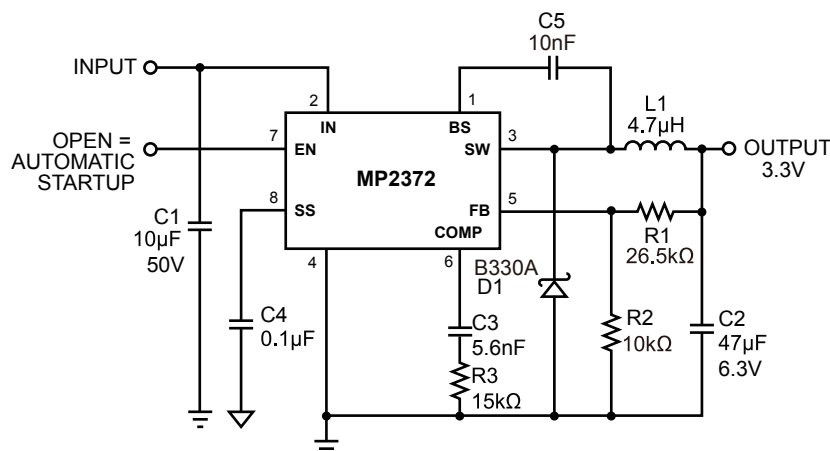 C5
10nF
INPUT
2
1
L1
4.7µH
IN
BS
OPEN =
AUTOMATIC
STARTUP
7
EN
SW
3
OUTPUT
3.3V
MP2372
8
SS
FB
5
C1
10µF
50V
COMP
R1
26.5kΩ
4
6
B330A
D1
C4
0.1µF
C3
5.6nF
R2
10kΩ
C2
47µF
6.3V
R3
15kΩ